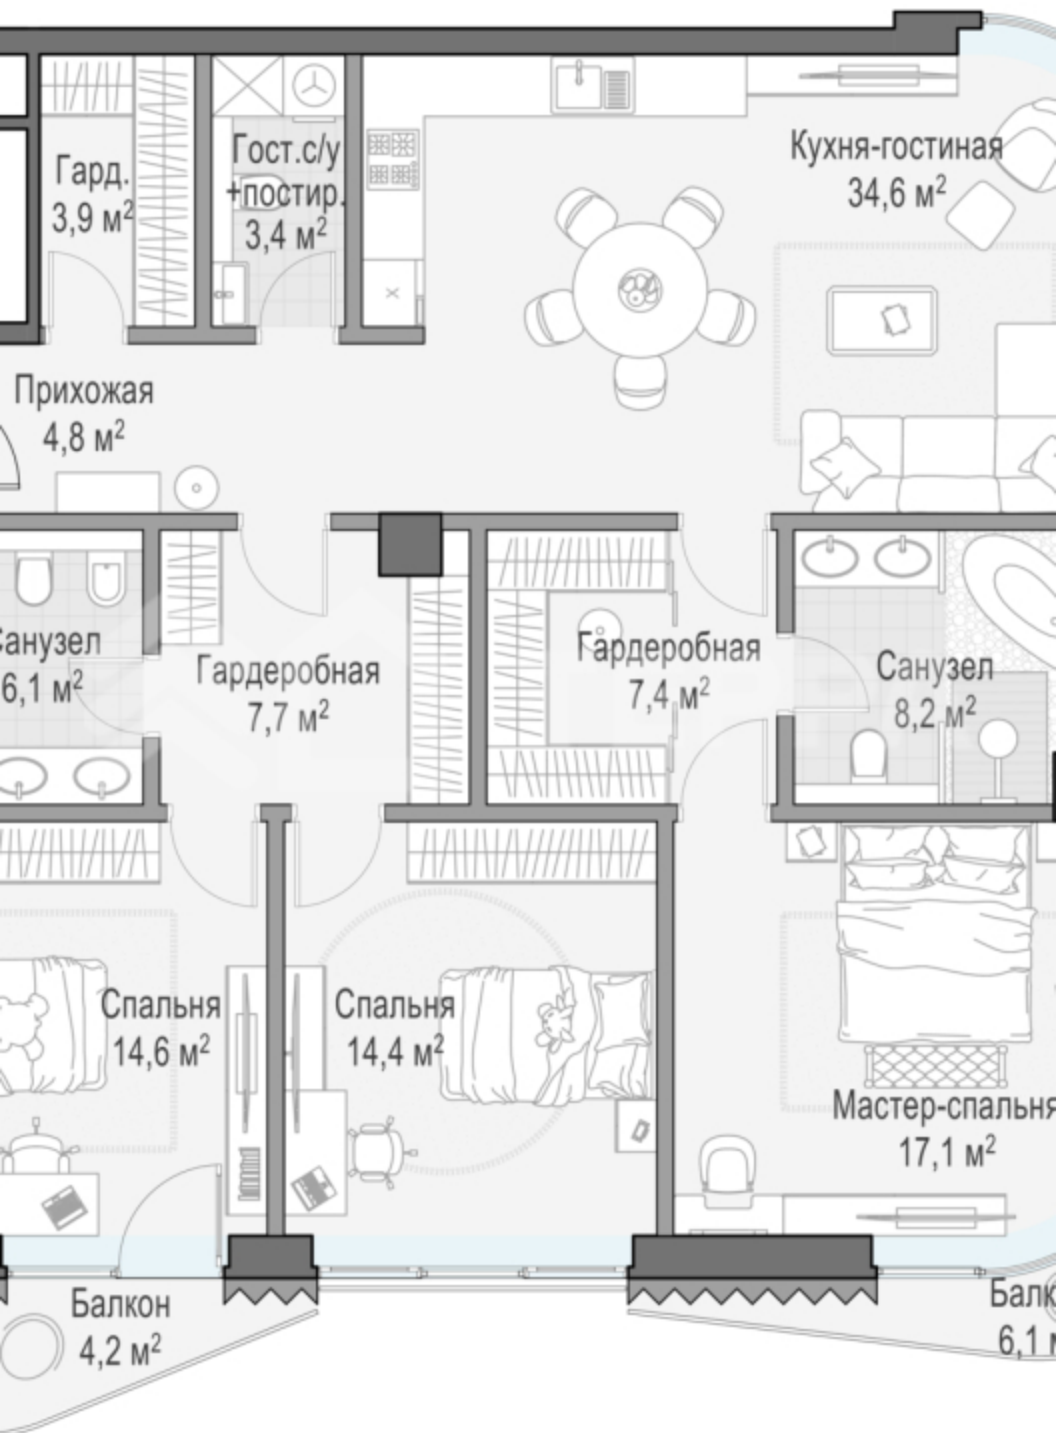 Гард.
3,9 м²
Гост.с/у
+постир.
3,4 м²
Кухня-гостиная
34,6 м²
Прихожая
4,8 м²
Санузел
6,1 м²
Гардеробная
7,7 м²
Гардеробная
7,4 м²
Санузел
8,2 м²
Спальня
14,6 м²
Спальня
14,4 м²
Мастер-спальня
17,1 м²
Балкон
4,2 м²
Балк
6,1 м